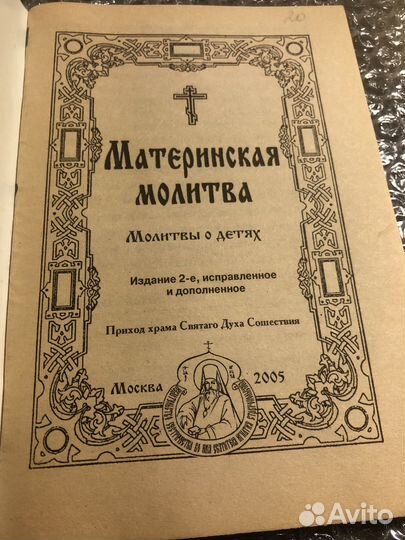 20
Материнская
молитва
Молитвы о детях
Издание 2-е, исправленное
и дополненное
Приход храма Святаго Духа Сошествия
Москва 2005
Avito